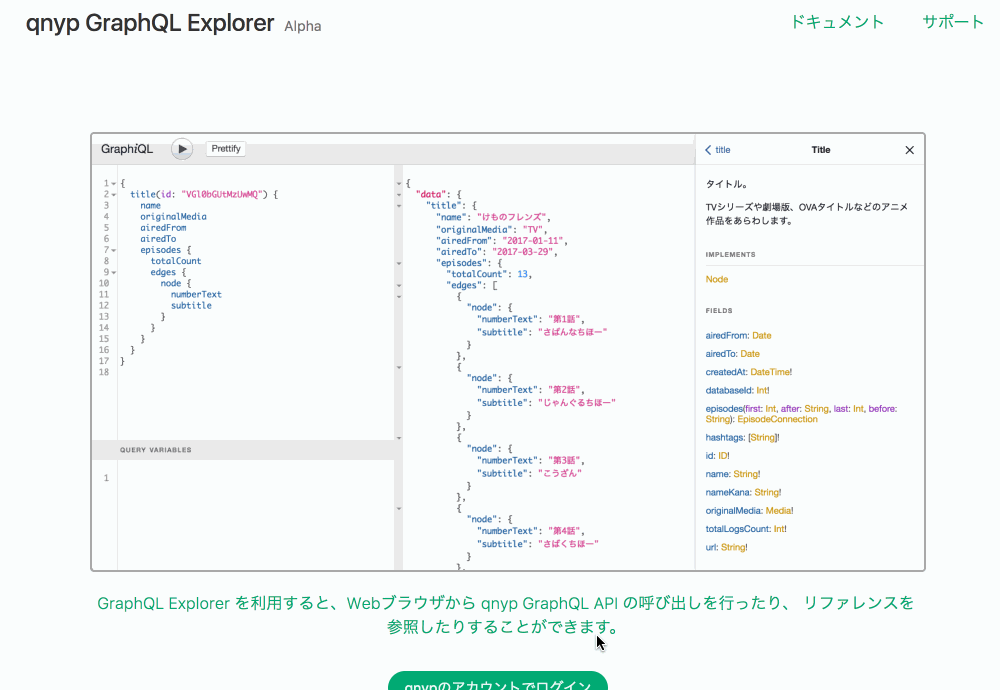 qnyp GraphQL Explorer Alpha
ドキュメント サポート
GraphiQL
Prettify
1 {
2 title(id: "VGl0bGUtMzUwMQ") {
3 name
4 originalMedia
5 airedFrom
6 airedTo
7 episodes {
8 totalCount
9 edges {
10 node {
11 numberText
12 subtitle
13 }
14 }
15 }
16 }
17 }
18
QUERY VARIABLES
1
{
"data": {
"title": {
"name": "けものフレンズ",
"originalMedia": "TV",
"airedFrom": "2017-01-11",
"airedTo": "2017-03-29",
"episodes": {
"totalCount": 13,
"edges": [
{
"node": {
"numberText": "第1話",
"subtitle": "さばんなちほー"
}
},
{
"node": {
"numberText": "第2話",
"subtitle": "じゃんぐるちほー"
}
},
{
"node": {
"numberText": "第3話",
"subtitle": "こうざん"
}
},
{
"node": {
"numberText": "第4話",
"subtitle": "さばくちほー"
}
},
title
Title
タイトル。
TVシリーズや劇場版、OVAタイトルなどのアニメ
作品をあらわします。
IMPLEMENTS
Node
FIELDS
airedFrom: Date
airedTo: Date
createdAt: DateTime!
databaseId: Int!
episodes(first: Int, after: String, last: Int, before:
String): EpisodeConnection
hashtags: [String]!
id: ID!
name: String!
nameKana: String!
originalMedia: Media!
totalLogsCount: Int!
url: String!
GraphQL Explorer を利用すると、Webブラウザから qnyp GraphQL API の呼び出しを行ったり、 リファレンスを
参照したりすることができます。
qnypのアカウントでログイン